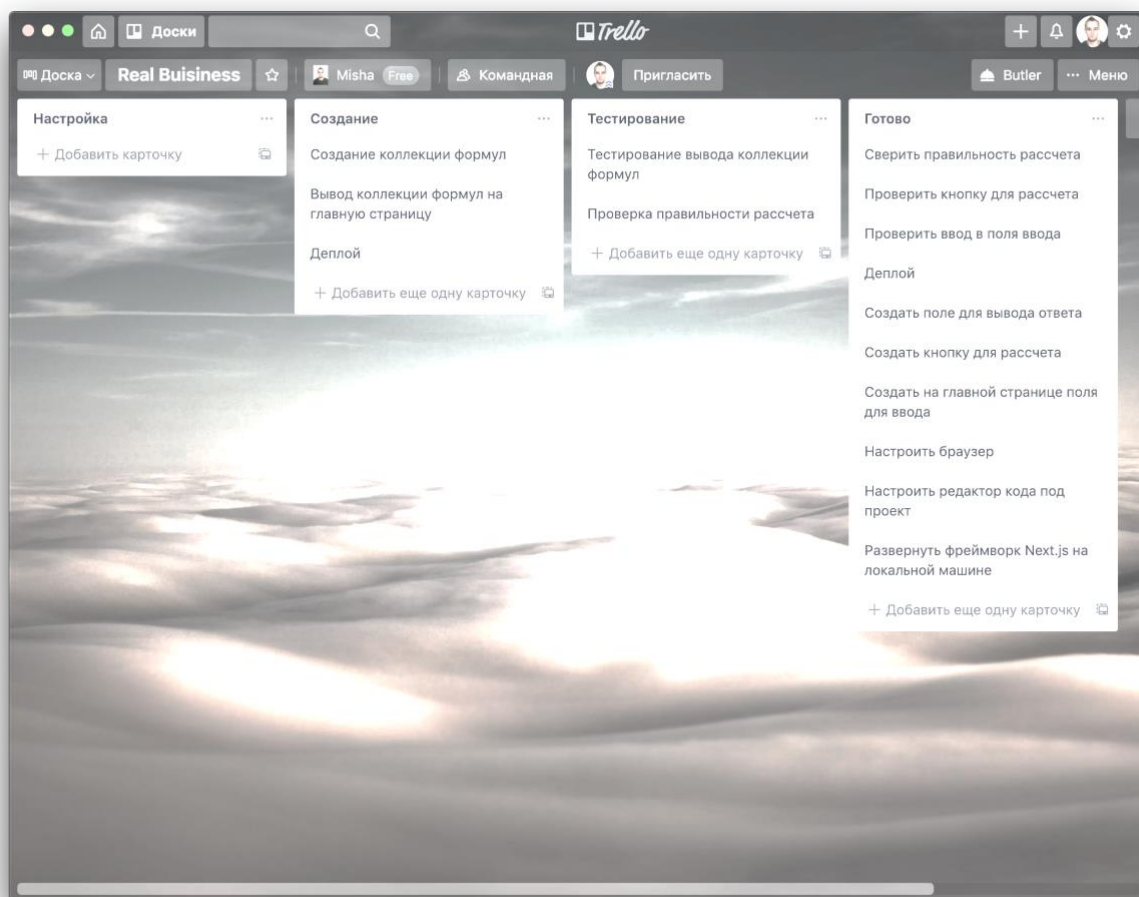 Доски
Trello
Доска
Real Buisiness
Misha Free
Командная
Пригласить
Butler
Меню
Настройка
+ Добавить карточку
Создание
Создание коллекции формул
Вывод коллекции формул на
главную страницу
Деплой
+ Добавить еще одну карточку
Тестирование
Тестирование вывода коллекции
формул
Проверка правильности рассчета
+ Добавить еще одну карточку
Готово
Сверить правильность рассчета
Проверить кнопку для рассчета
Проверить ввод в поля ввода
Деплой
Создать поле для вывода ответа
Создать кнопку для рассчета
Создать на главной странице поля
для ввода
Настроить браузер
Настроить редактор кода под
проект
Развернуть фреймворк Next.js на
локальной машине
+ Добавить еще одну карточку